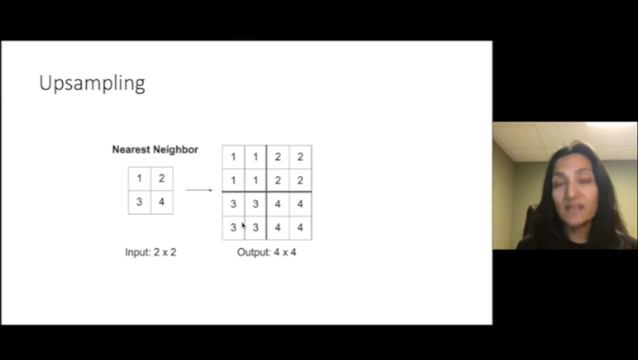 Upsampling
Nearest Neighbor
1 2
3 4
1 1 2 2
1 1 2 2
3 3 4 4
3 3 4 4
Input: 2 x 2
Output: 4 x 4